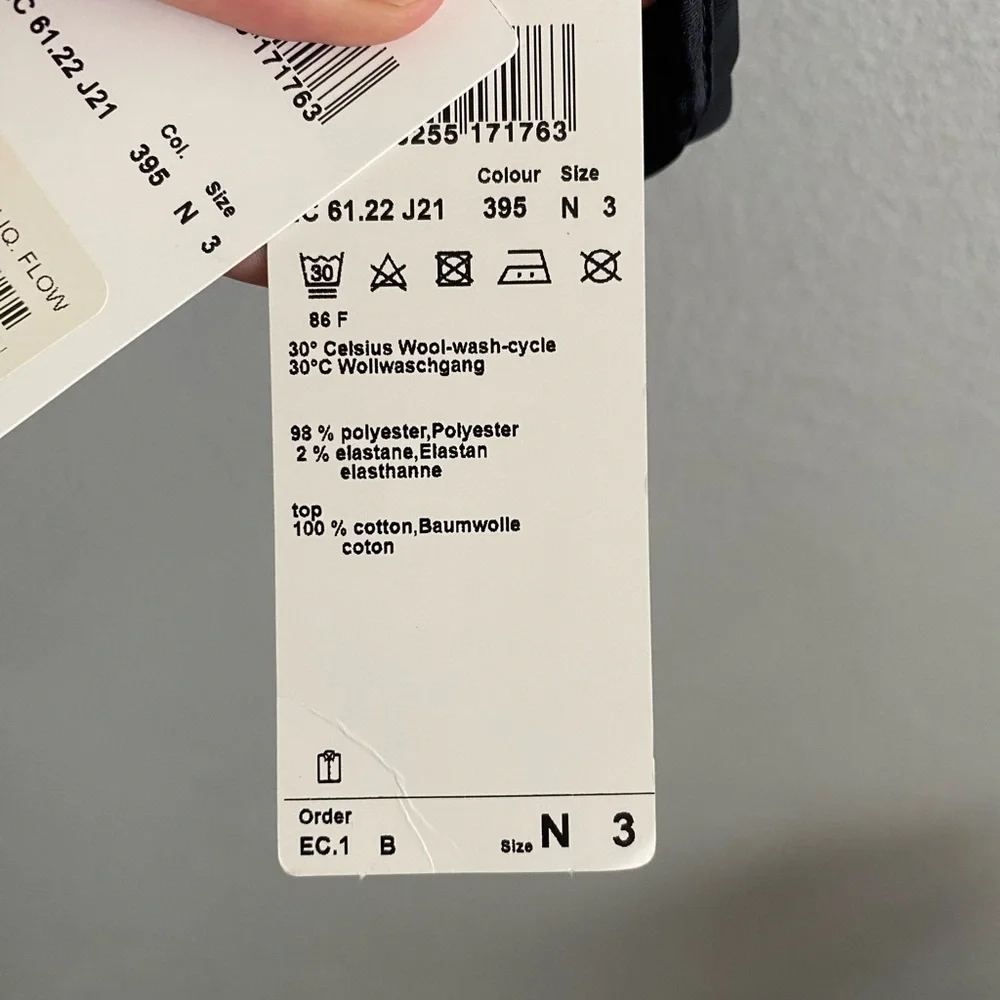 C 61.22 J21
171763
Col. Size
395 N 3
FLOW
255 171763
Colour Size
C 61.22 J21 395 N 3
30
86 F
30° Celsius Wool-wash-cycle
30°C Wollwaschgang
98 % polyester,Polyester
2 % elastane,Elastan
elasthanne
top
100 % cotton,Baumwolle
coton
Order
EC.1 B Size N 3